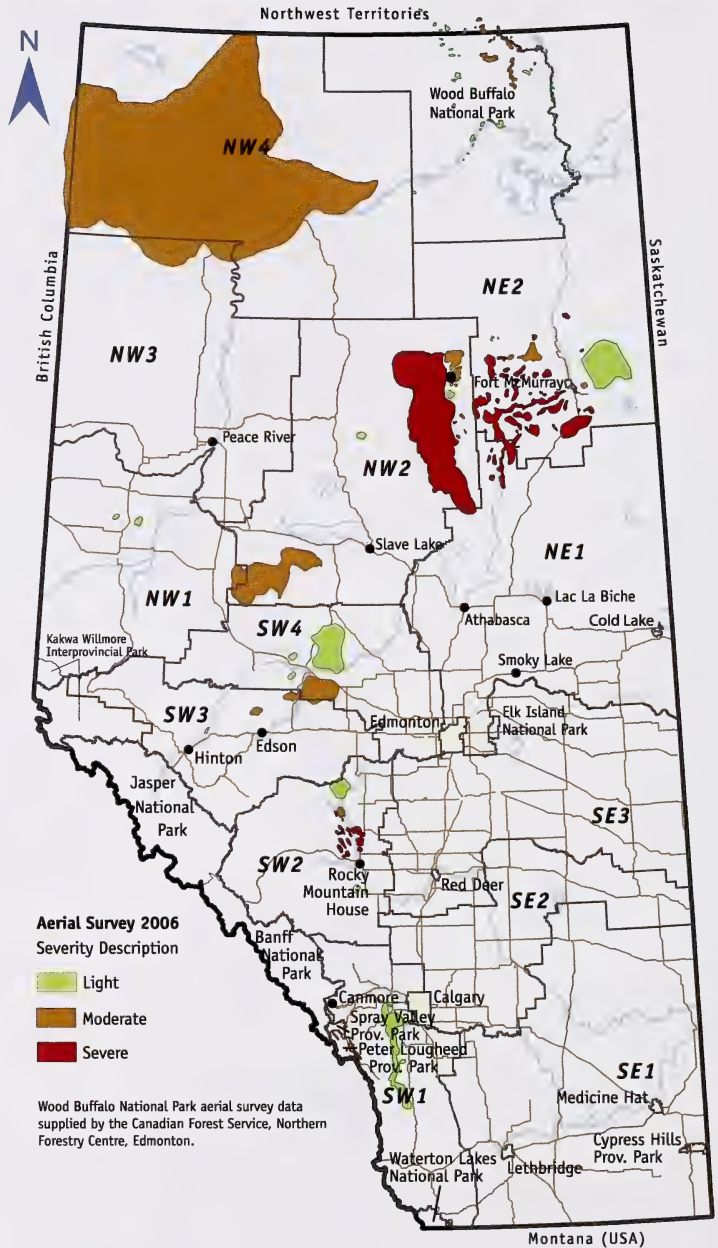 Northwest Territories
N
Wood Buffalo
National Park
NW4
British Columbia
Saskatchewan
NE2
NW3
Fort McMurray
Peace River
NW2
Slave Lake
NE1
NW1
Lac La Biche
Athabasca
Cold Lake
SW4
Kakwa Willmore
Interprovincial Park
Smoky Lake
SW3
Edmonton
Elk Island
National Park
Edson
Hinton
Jasper
National
Park
SE3
SW2
Rocky
Mountain
House
Red Deer
SE2
Aerial Survey 2006
Severity Description
Light
Moderate
Severe
Banff
National
Park
Canmore
Calgary
Spray Valley
Prov. Park
Peter Lougheed
Prov. Park
SW1
SE1
Medicine Hat
Wood Buffalo National Park aerial survey data
supplied by the Canadian Forest Service, Northern
Forestry Centre, Edmonton.
Cypress Hills
Prov. Park
Waterton Lakes
National Park
Lethbridge
Montana (USA)